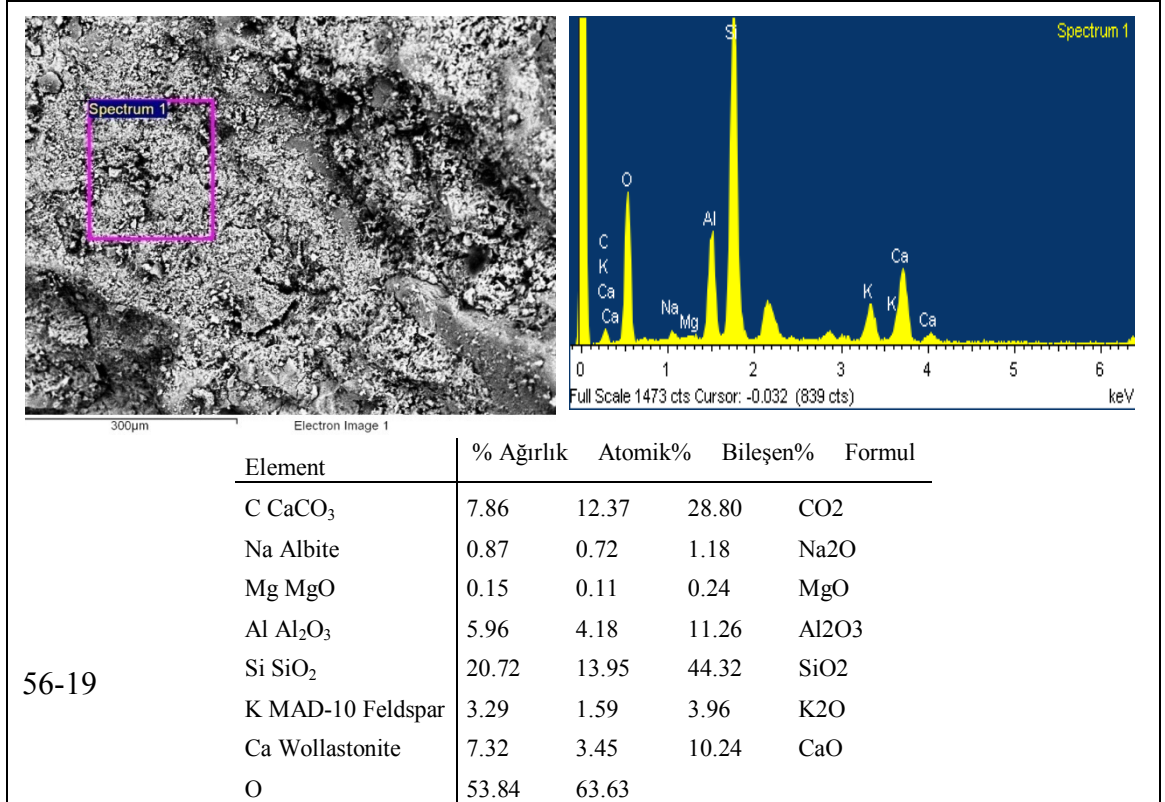 Spectrum 1
300µm Electron Image 1
Spectrum 1
Si
O
Al
C
K
Ca
Ca
Na
Mg
K
K
Ca
Ca
0 1 2 3 4 5 6
Full Scale 1473 cts Cursor: -0.032 (839 cts) keV
Element % Ağırlık Atomik% Bileşen% Formul
C CaCO₃ 7.86 12.37 28.80 CO2
Na Albite 0.87 0.72 1.18 Na2O
Mg MgO 0.15 0.11 0.24 MgO
Al Al₂O₃ 5.96 4.18 11.26 Al2O3
Si SiO₂ 20.72 13.95 44.32 SiO2
56-19
K MAD-10 Feldspar 3.29 1.59 3.96 K2O
Ca Wollastonite 7.32 3.45 10.24 CaO
O 53.84 63.63